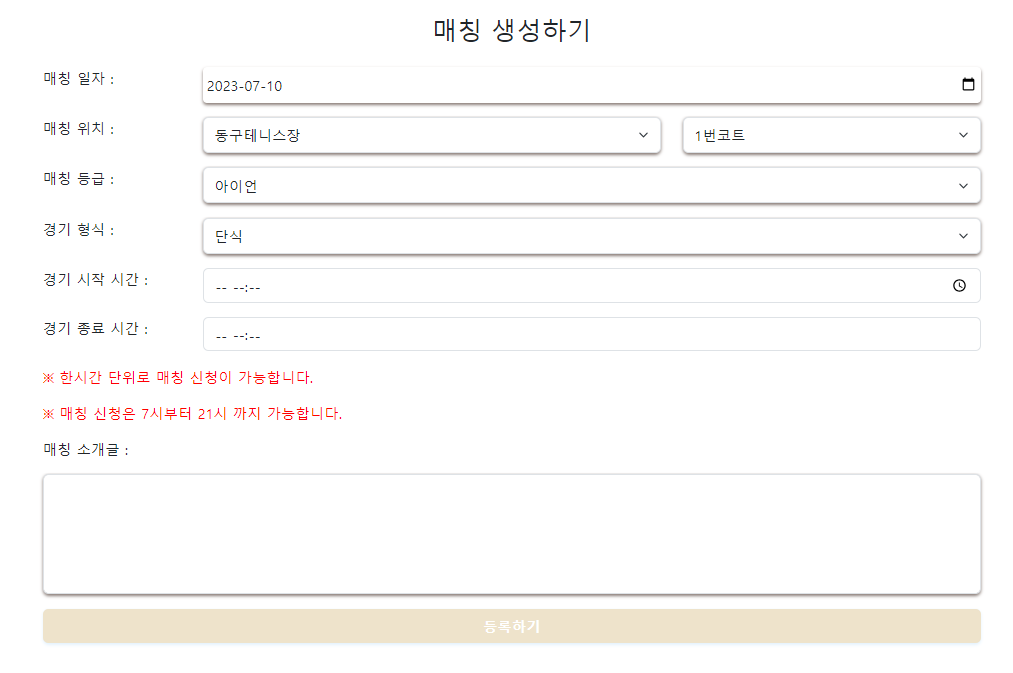 매칭 생성하기
매칭 일자 : 2023-07-10
매칭 위치 : 동구테니스장 1번코트
매칭 등급 : 아이언
경기 형식 : 단식
경기 시작 시간 : -- --:--
경기 종료 시간 : -- --:--
※ 한시간 단위로 매칭 신청이 가능합니다.
※ 매칭 신청은 7시부터 21시 까지 가능합니다.
매칭 소개글 :
등록하기